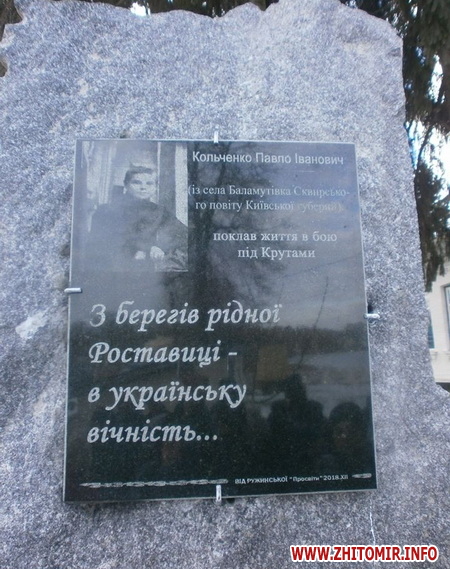 Кольченко Павло Іванович
(із села Баламутівка Сквирсько-
го повіту Київської губернії)
поклав життя в бою
під Крутами
З берегів рідної
Роставиці -
в українську
вічність...
ВІД РУЖИНСЬКОЇ "Просвіти" 2018.XII
WWW.ZHITOMIR.INFO